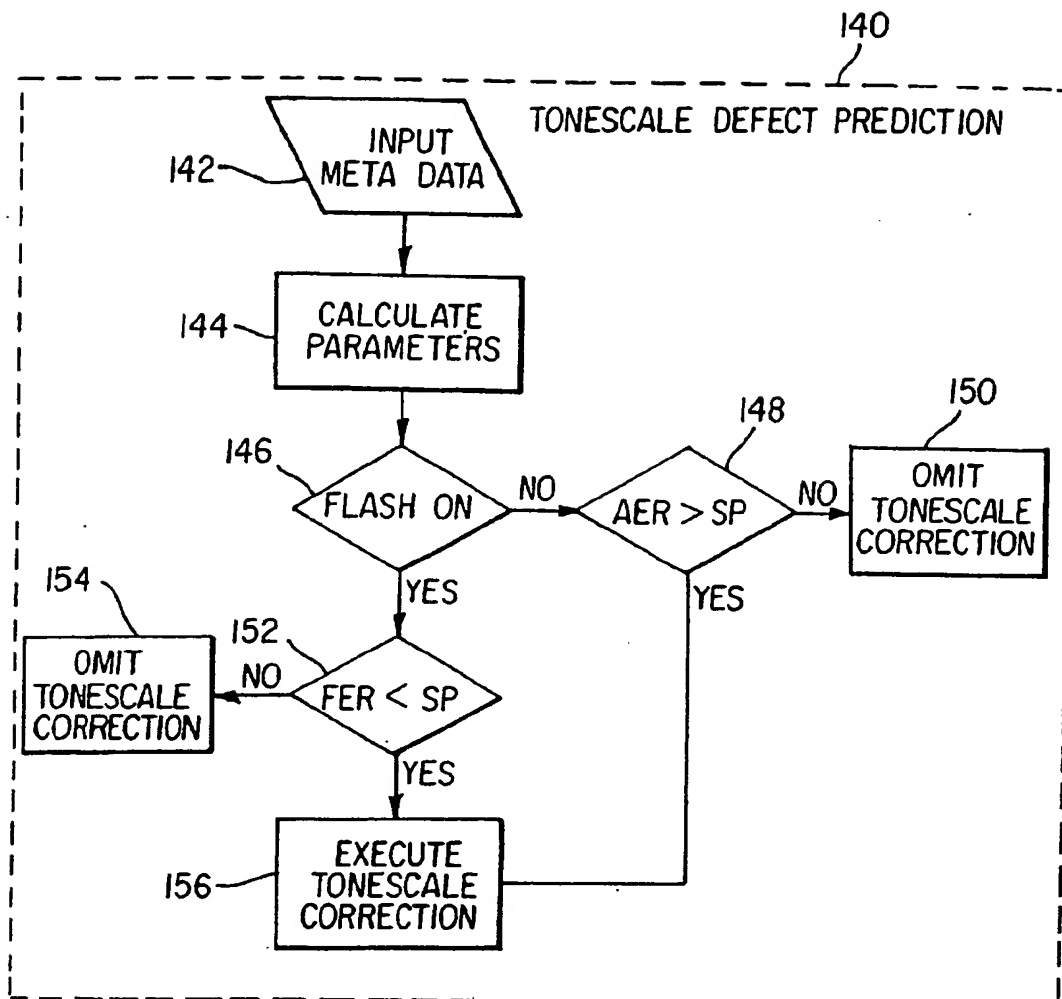 140
TONESCALE DEFECT PREDICTION
INPUT
META DATA
142
CALCULATE
PARAMETERS
144
146
FLASH ON
NO
148
AER > SP
NO
150
OMIT
TONESCALE
CORRECTION
YES
YES
154
OMIT
TONESCALE
CORRECTION
NO
152
FER < SP
YES
156
EXECUTE
TONESCALE
CORRECTION